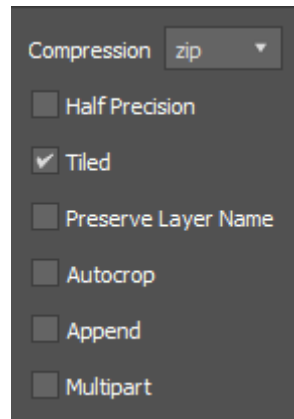 Compression zip
Half Precision
Tiled
Preserve Layer Name
Autocrop
Append
Multipart